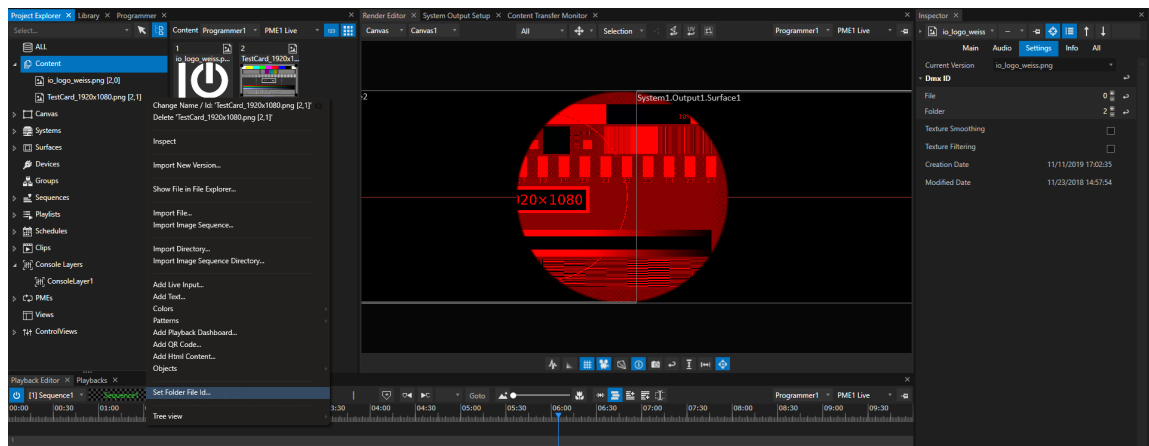 Project Explorer × Library × Programmer ×
Select...
Content Programmer1 PME1 Live
ALL
Content
io_logo_weiss.png [2,0]
TestCard_1920x1080.png [2,1]
Canvas
Systems
Surfaces
Devices
Groups
Sequences
Playlists
Schedules
Clips
Console Layers
ConsoleLayer1
PMEs
Views
ControlViews
1
io_logo_weiss.p...
2
TestCard_1920x1...
Change Name / Id: 'TestCard_1920x1080.png [2,1]'
Delete 'TestCard_1920x1080.png [2,1]'
Inspect
Import New Version...
Show File in File Explorer...
Import File...
Import Image Sequence...
Import Directory...
Import Image Sequence Directory...
Add Live Input...
Add Text...
Colors
Patterns
Add Playback Dashboard...
Add QR Code...
Add Html Content...
Objects
Set Folder File Id...
Tree view
Render Editor × System Output Setup × Content Transfer Monitor ×
Canvas Canvas1 All Selection UV Programmer1 PME1 Live
System1.Output1.Surface1
10%
920×1080
Inspector ×
io_logo_weiss
Main Audio Settings Info All
Current Version io_logo_weiss.png
Dmx ID
File 0
Folder 2
Texture Smoothing
Texture Filtering
Creation Date 11/11/2019 17:02:35
Modified Date 11/23/2018 14:57:54
Playback Editor × Playbacks ×
[1] Sequence1 Sequence1 Goto Programmer1 PME1 Live
00:00 00:30 01:00 3:30 04:00 04:30 05:00 05:30 06:00 06:30 07:00 07:30 08:00 08:30 09:00 09:30